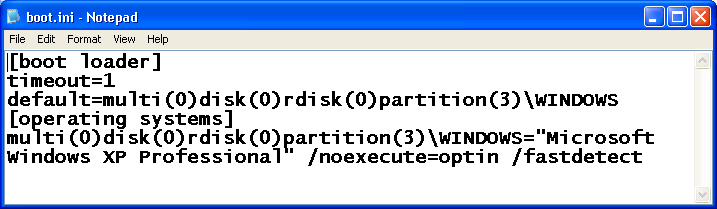 boot.ini - Notepad
File Edit Format View Help
[boot loader]
timeout=1
default=multi(0)disk(0)rdisk(0)partition(3)\WINDOWS
[operating systems]
multi(0)disk(0)rdisk(0)partition(3)\WINDOWS="Microsoft
Windows XP Professional" /noexecute=optin /fastdetect